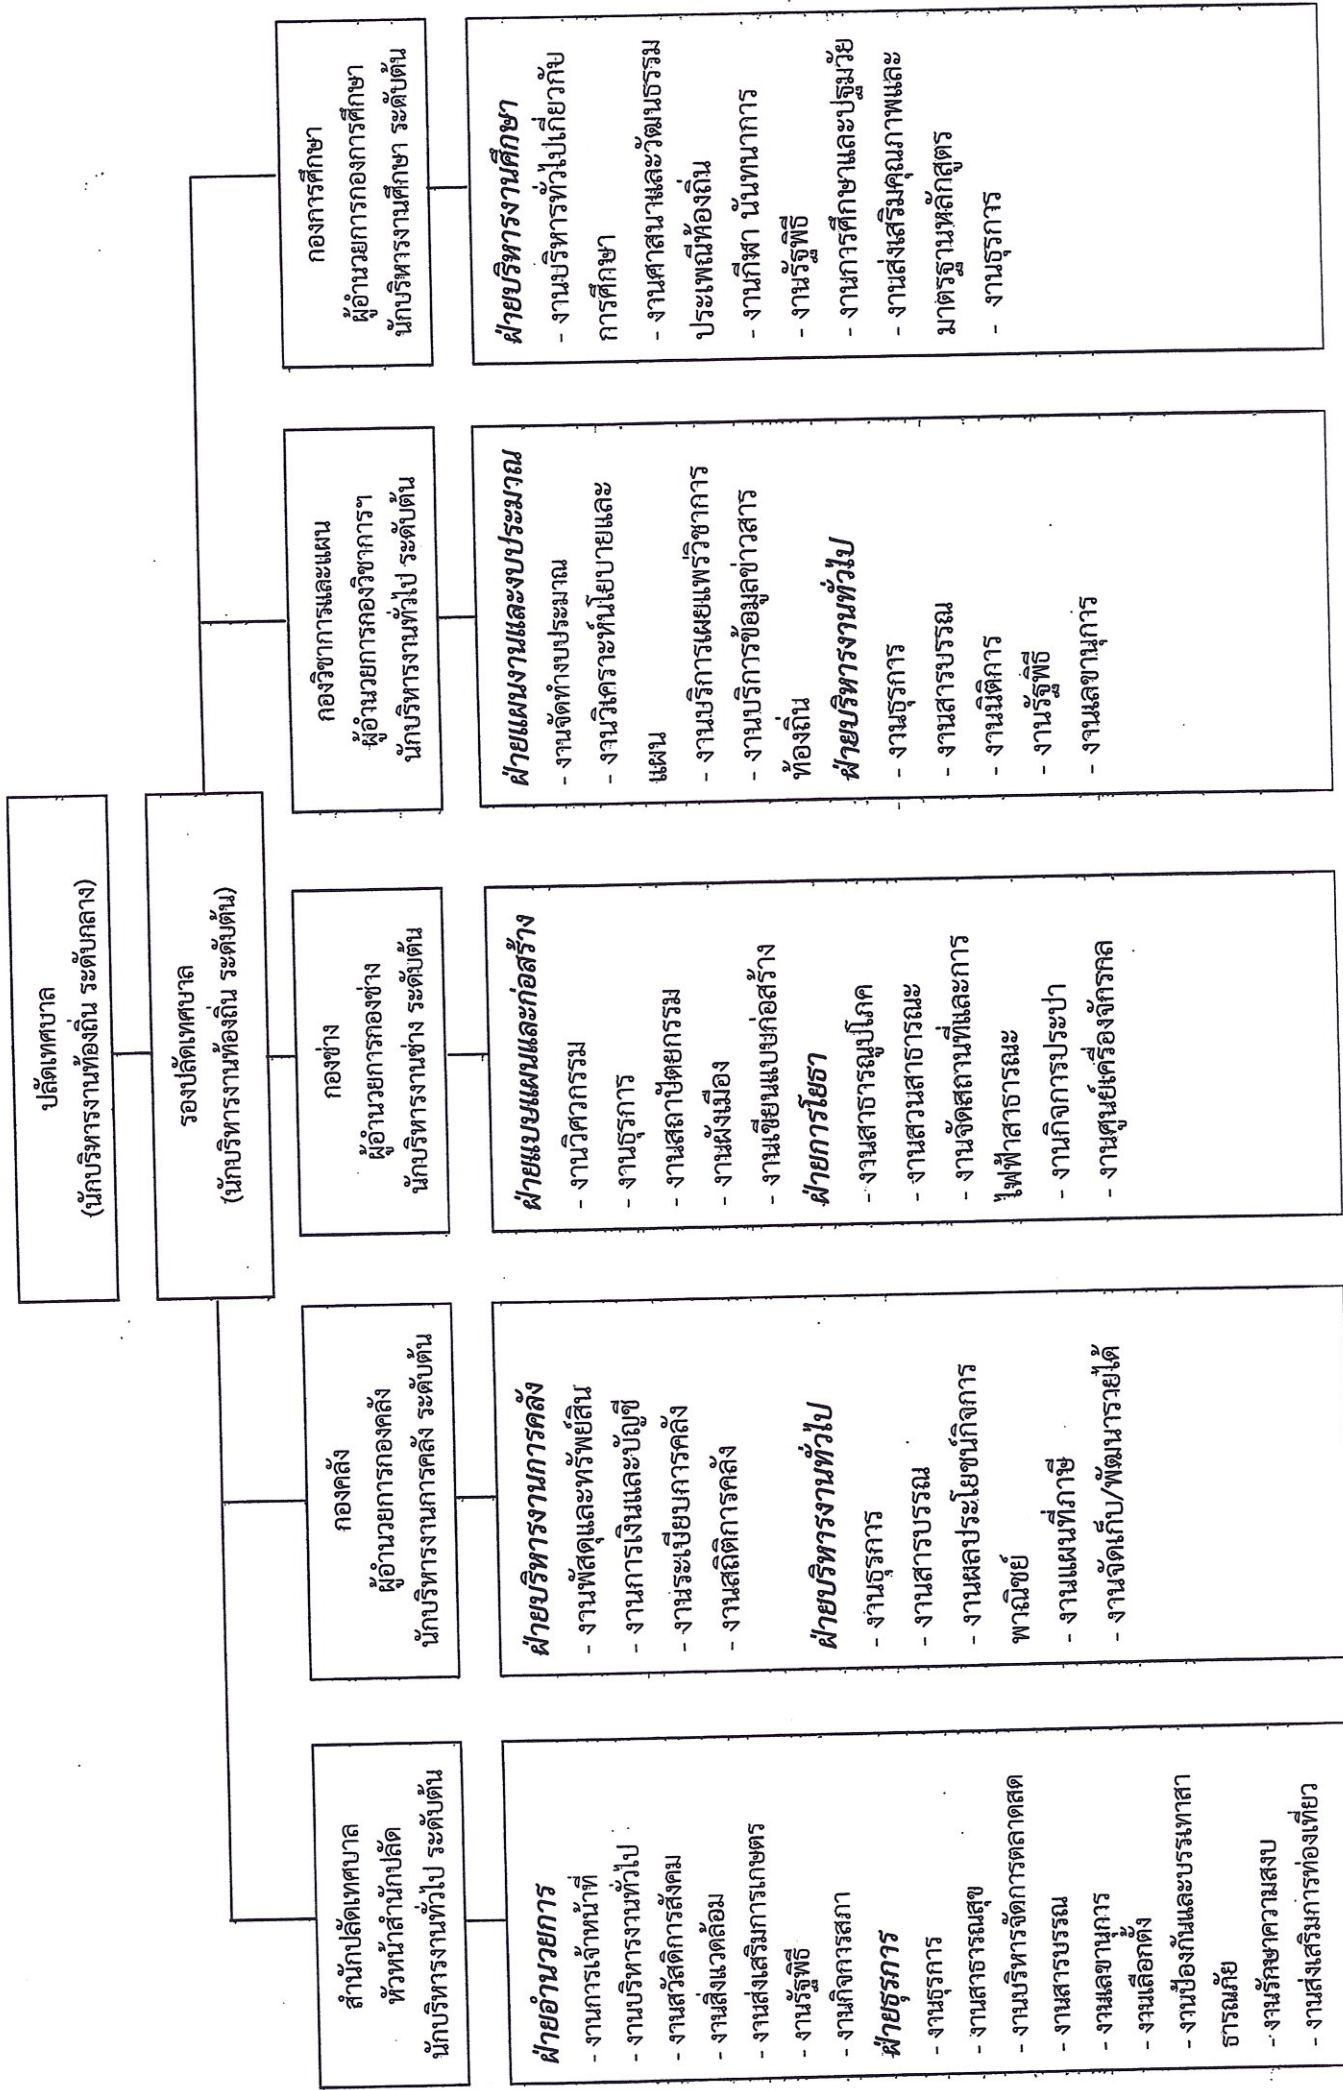 ปลัดเทศบาล
(นักบริหารงานท้องถิ่น ระดับกลาง)
รองปลัดเทศบาล
(นักบริหารงานท้องถิ่น ระดับต้น)
สำนักปลัดเทศบาล
หัวหน้าสำนักปลัด
นักบริหารงานทั่วไป ระดับต้น
ฝ่ายอำนวยการ
- งานการเจ้าหน้าที่
- งานบริหารงานทั่วไป
- งานสวัสดิการสังคม
- งานสิ่งแวดล้อม
- งานส่งเสริมการเกษตร
- งานรัฐพิธี
- งานกิจการสภา
ฝ่ายธุรการ
- งานธุรการ
- งานสาธารณสุข
- งานบริหารจัดการตลาดสด
- งานสารบรรณ
- งานเลขานุการ
- งานเลือกตั้ง
- งานป้องกันและบรรเทาสา
ธารณภัย
- งานรักษาความสงบ
- งานส่งเสริมการท่องเที่ยว
กองคลัง
ผู้อำนวยการกองคลัง
นักบริหารงานการคลัง ระดับต้น
ฝ่ายบริหารงานการคลัง
- งานพัสดุและทรัพย์สิน
- งานการเงินและบัญชี
- งานระเบียบการคลัง
- งานสถิติการคลัง
ฝ่ายบริหารงานทั่วไป
- งานธุรการ
- งานสารบรรณ
- งานผลประโยชน์กิจการ
พาณิชย์
- งานแผนที่ภาษี
- งานจัดเก็บ/พัฒนารายได้
กองช่าง
ผู้อำนวยการกองช่าง
นักบริหารงานช่าง ระดับต้น
ฝ่ายแบบแผนและก่อสร้าง
- งานวิศวกรรม
- งานธุรการ
- งานสถาปัตยกรรม
- งานผังเมือง
- งานเขียนแบบก่อสร้าง
ฝ่ายการโยธา
- งานสาธารณูปโภค
- งานสวนสาธารณะ
- งานจัดสถานที่และการ
ไฟฟ้าสาธารณะ
- งานกิจการประปา
- งานศูนย์เครื่องจักรกล
กองวิชาการและแผน
ผู้อำนวยการกองวิชาการฯ
นักบริหารงานทั่วไป ระดับต้น
ฝ่ายแผนงานและงบประมาณ
- งานจัดทำงบประมาณ
- งานวิเคราะห์นโยบายและ
แผน
- งานบริการเผยแพร่วิชาการ
- งานบริการข้อมูลข่าวสาร
ท้องถิ่น
ฝ่ายบริหารงานทั่วไป
- งานธุรการ
- งานสารบรรณ
- งานนิติการ
- งานรัฐพิธี
- งานเลขานุการ
กองการศึกษา
ผู้อำนวยการกองการศึกษา
นักบริหารงานศึกษา ระดับต้น
ฝ่ายบริหารงานศึกษา
- งานบริหารทั่วไปเกี่ยวกับ
การศึกษา
- งานศาสนาและวัฒนธรรม
ประเพณีท้องถิ่น
- งานกีฬา นันทนาการ
- งานรัฐพิธี
- งานการศึกษาและปฐมวัย
- งานส่งเสริมคุณภาพและ
มาตรฐานหลักสูตร
- งานธุรการ